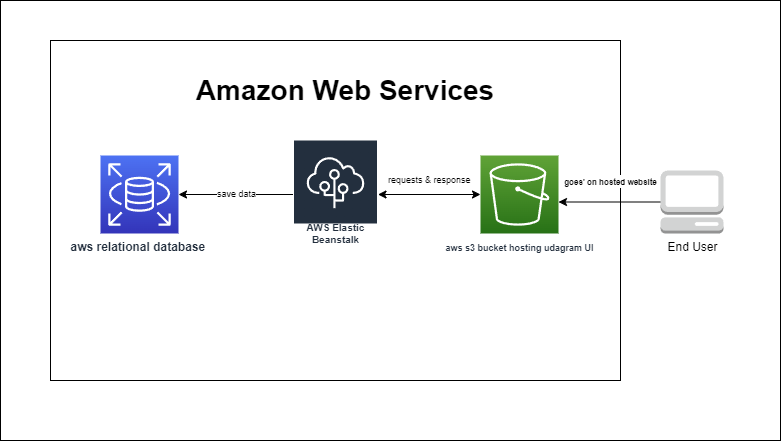 Amazon Web Services
save data
requests & response
goes' on hosted website
aws relational database
AWS Elastic
Beanstalk
aws s3 bucket hosting udagram UI
End User